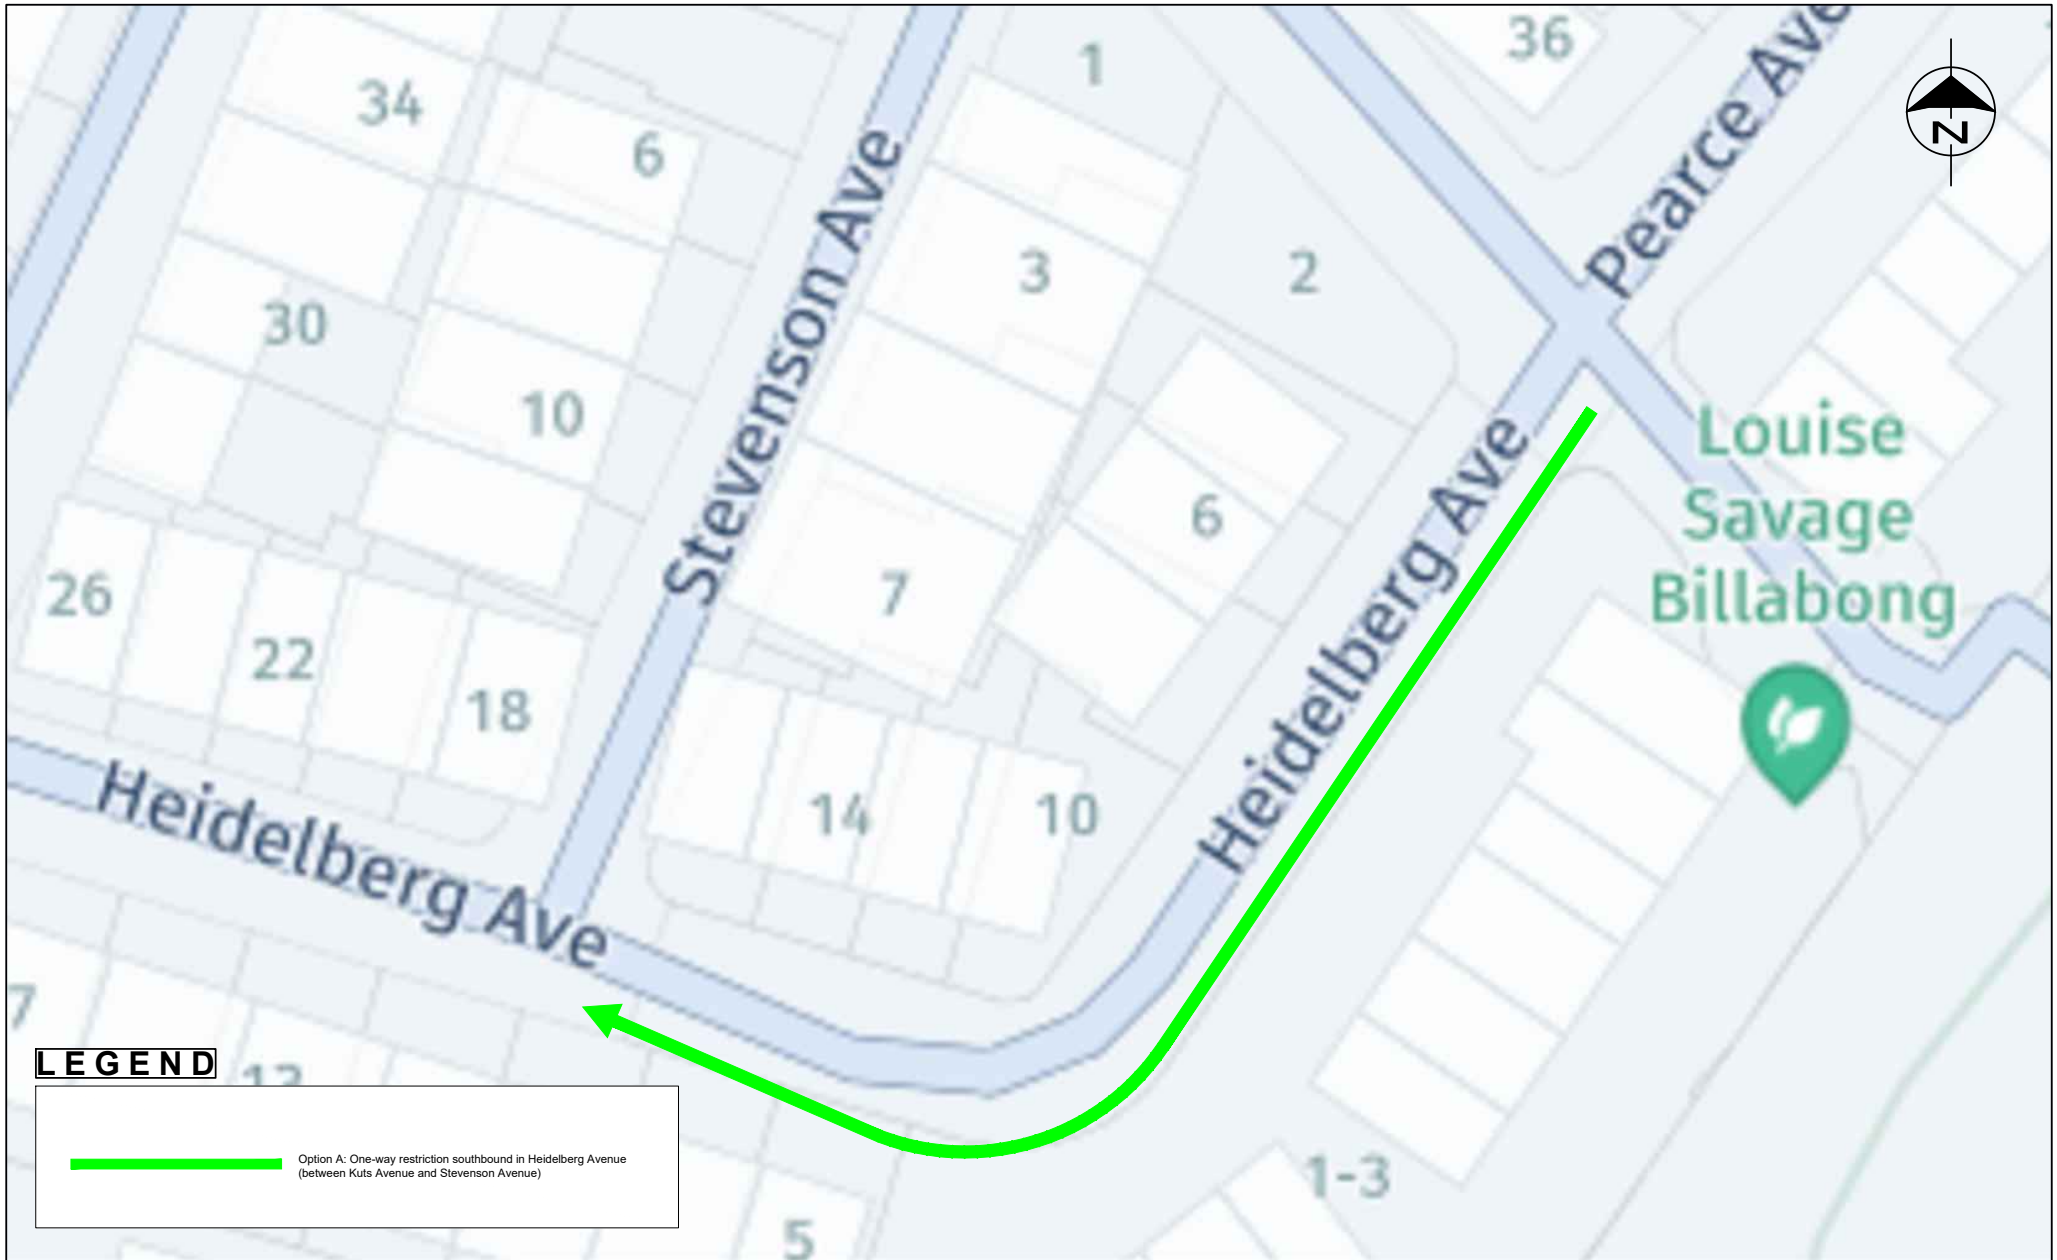 36
Pearce Ave
1
34
6
N
Stevenson Ave
3
2
30
10
Louise
Savage
Billabong
6
Heidelberg Ave
26
7
22
18
14
10
Heidelberg Ave
7
LEGEND
13
1-3
Option A: One-way restriction southbound in Heidelberg Avenue
(between Kuts Avenue and Stevenson Avenue)
5